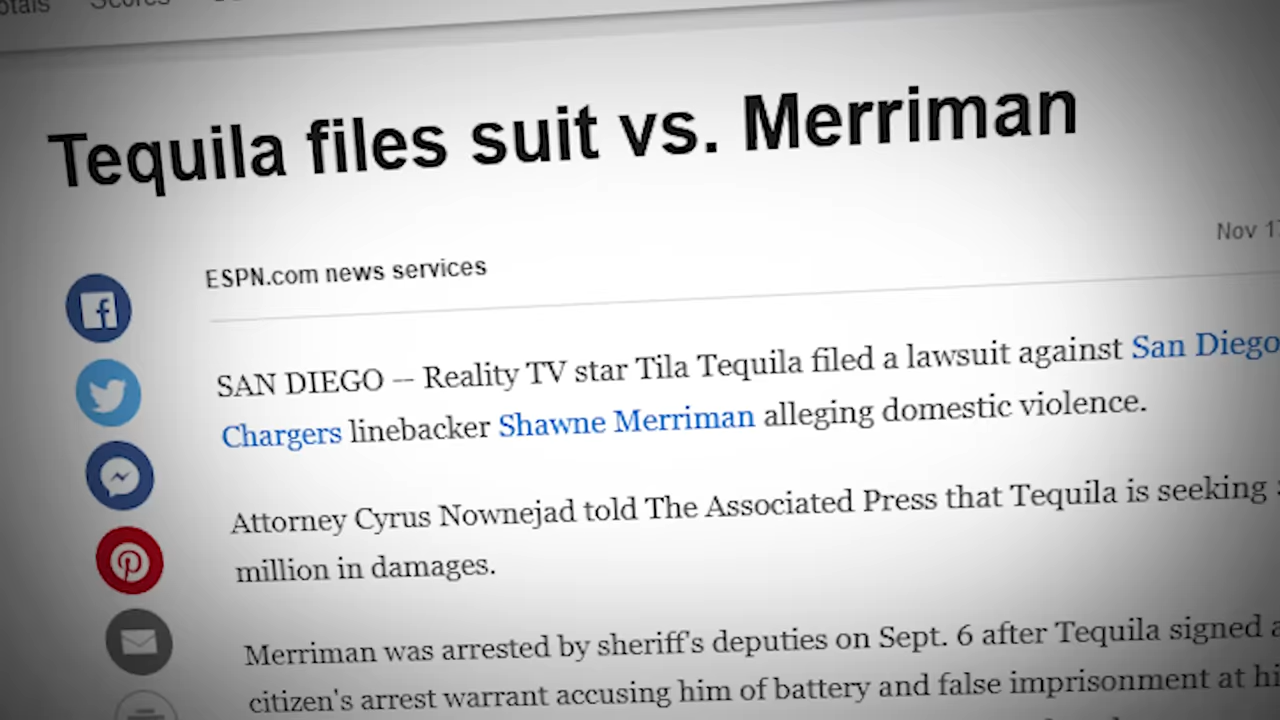 Scores
Tequila files suit vs. Merriman
Nov
ESPN.com news services
SAN DIEGO — Reality TV star Tila Tequila filed a lawsuit against San Diego
Chargers linebacker Shawne Merriman alleging domestic violence.
Attorney Cyrus Nownejad told The Associated Press that Tequila is seeking
million in damages.
Merriman was arrested by sheriff's deputies on Sept. 6 after Tequila signed a
citizen's arrest warrant accusing him of battery and false imprisonment at